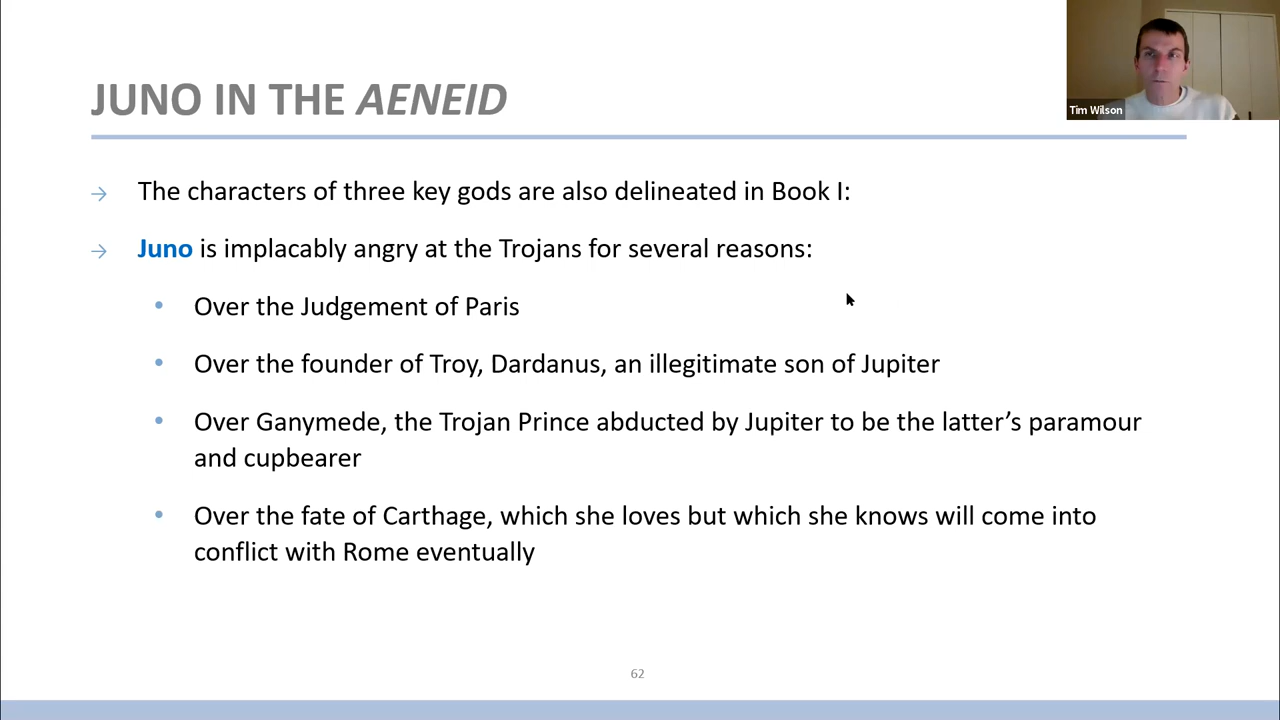 JUNO IN THE AENEID
Tim Wilson
→ The characters of three key gods are also delineated in Book I:
→ Juno is implacably angry at the Trojans for several reasons:
• Over the Judgement of Paris
• Over the founder of Troy, Dardanus, an illegitimate son of Jupiter
• Over Ganymede, the Trojan Prince abducted by Jupiter to be the latter’s paramour
and cupbearer
• Over the fate of Carthage, which she loves but which she knows will come into
conflict with Rome eventually
62